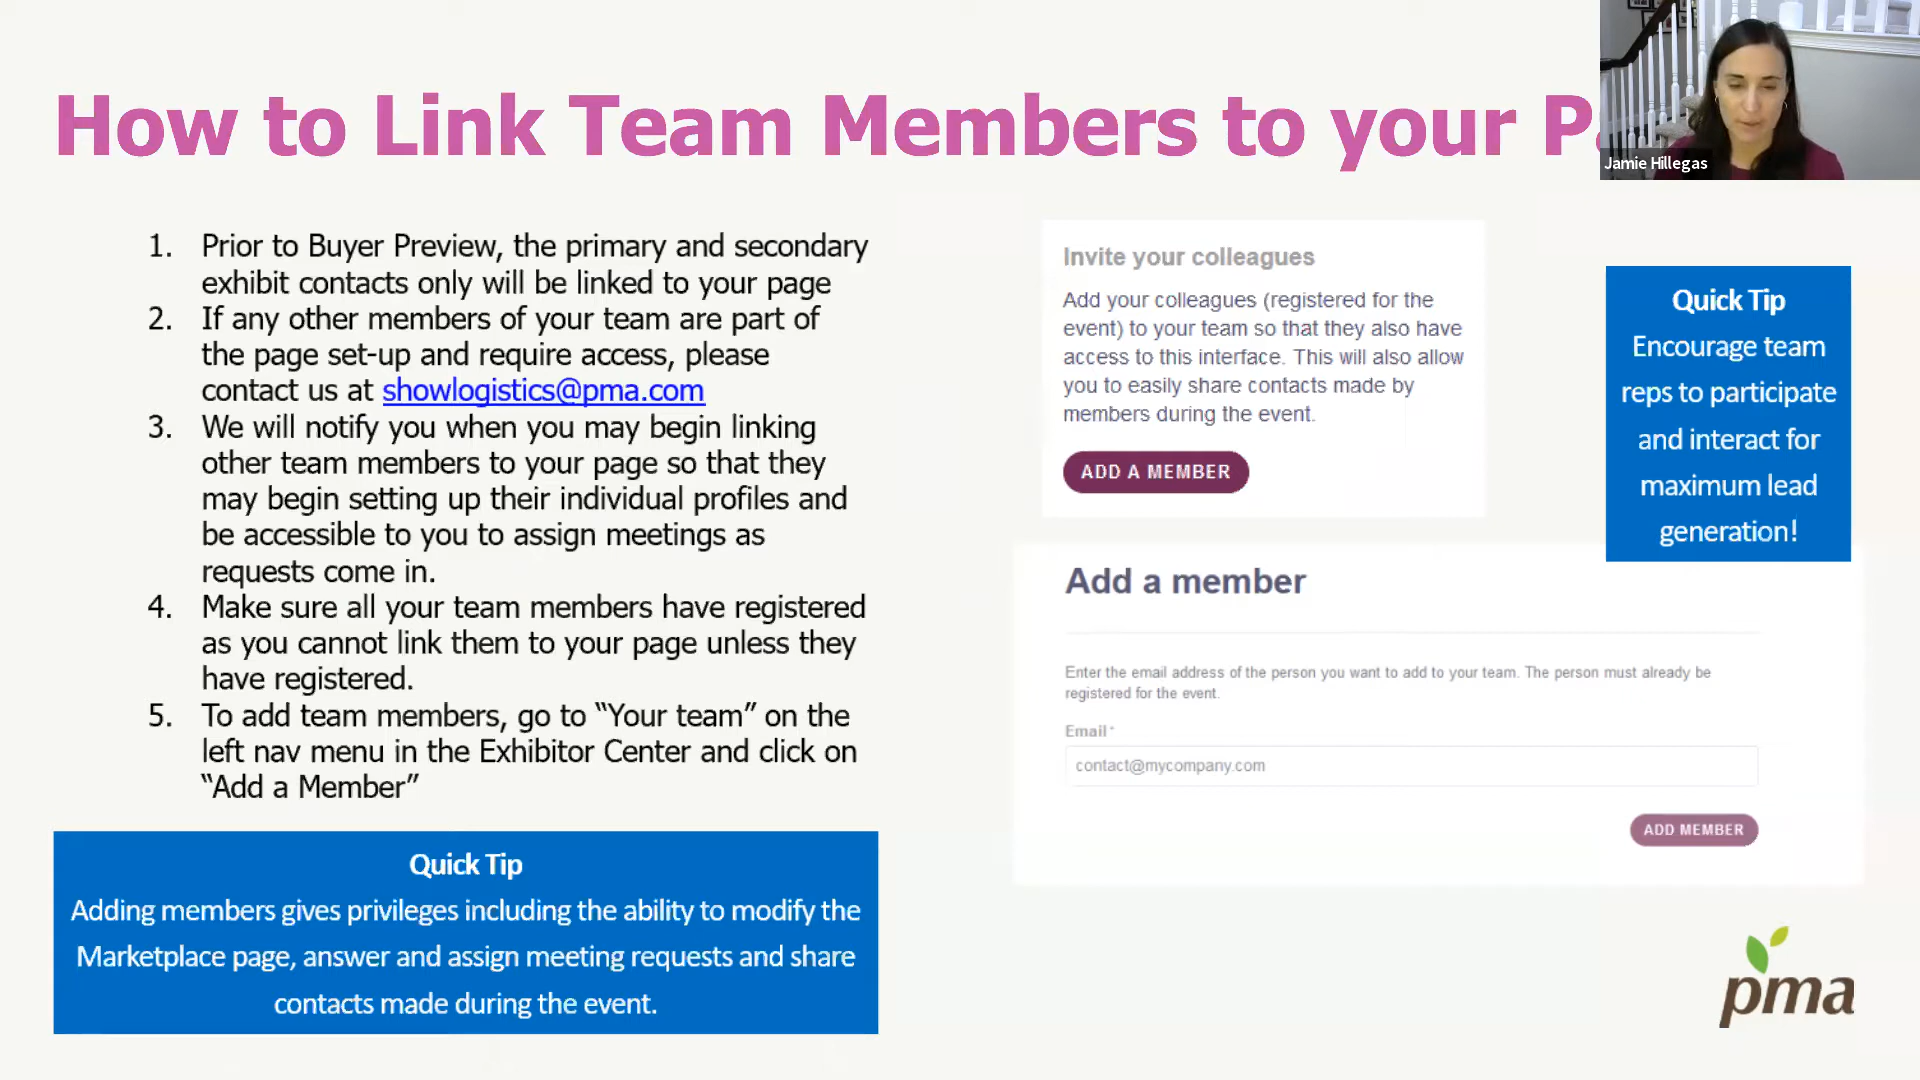 How to Link Team Members to your
Jamie Hillegas
1. Prior to Buyer Preview, the primary and secondary
exhibit contacts only will be linked to your page
2. If any other members of your team are part of
the page set-up and require access, please
contact us at showlogistics@pma.com
3. We will notify you when you may begin linking
other team members to your page so that they
may begin setting up their individual profiles and
be accessible to you to assign meetings as
requests come in.
4. Make sure all your team members have registered
as you cannot link them to your page unless they
have registered.
5. To add team members, go to “Your team” on the
left nav menu in the Exhibitor Center and click on
“Add a Member”
Quick Tip
Adding members gives privileges including the ability to modify the
Marketplace page, answer and assign meeting requests and share
contacts made during the event.
Invite your colleagues
Add your colleagues (registered for the
event) to your team so that they also have
access to this interface. This will also allow
you to easily share contacts made by
members during the event.
ADD A MEMBER
Quick Tip
Encourage team
reps to participate
and interact for
maximum lead
generation!
Add a member
Enter the email address of the person you want to add to your team. The person must already be
registered for the event.
Email *
contact@mycompany.com
ADD MEMBER
pma